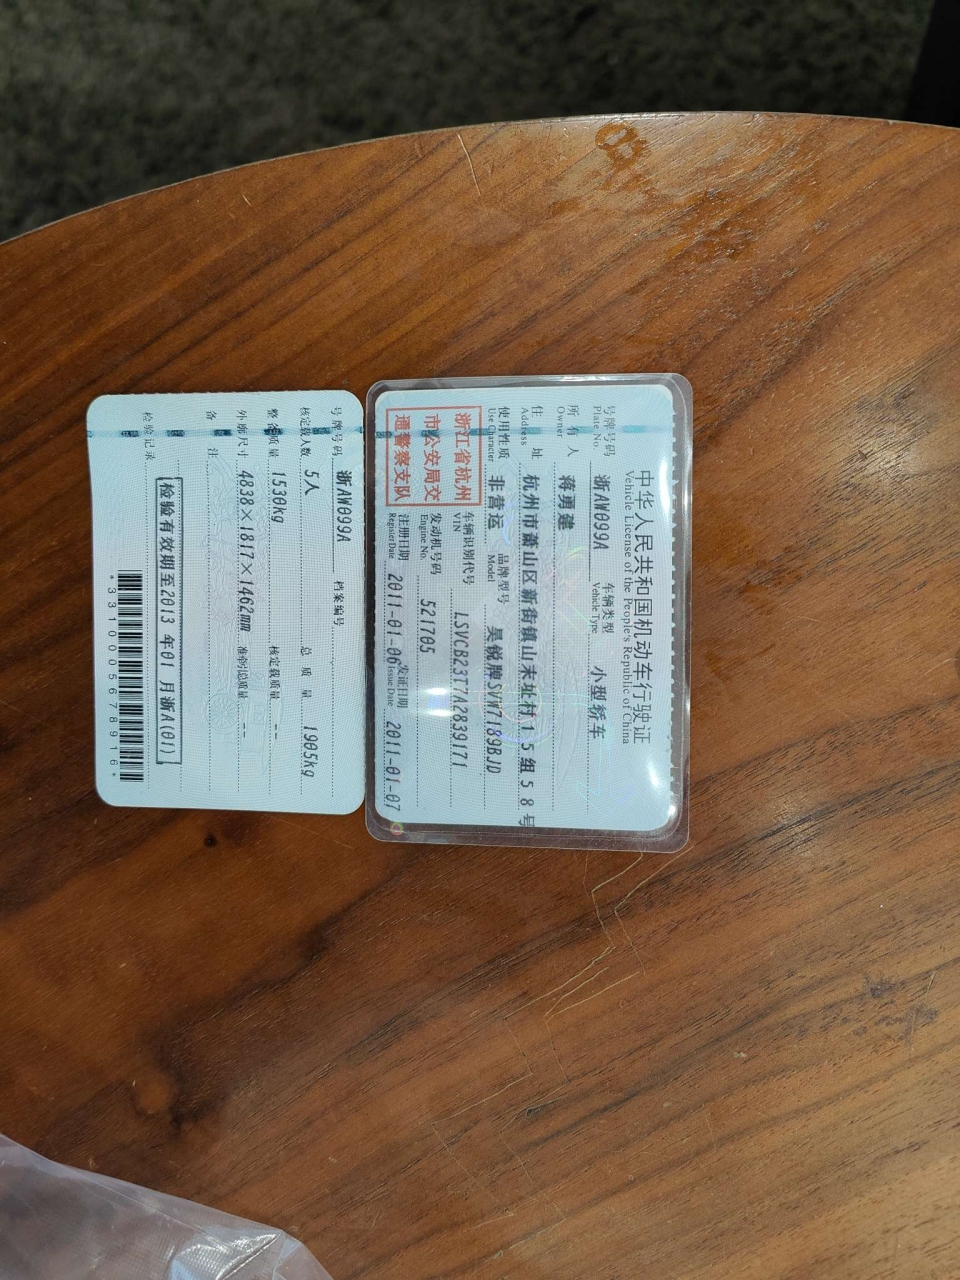 中华人民共和国机动车行驶证
Vehicle License of the People's Republic of China
号牌号码 浙AW099A 车辆类型 小型轿车
Plate No. Vehicle Type
所有人 蒋勇建
Owner
住址 杭州市萧山区新街镇山末址村15组58号
Address
使用性质 非营运 品牌型号 昊锐牌SVW7189BJD
Use Character Model
浙江省杭州
市公安局交
通警察支队
车辆识别代号 LSVCB23T7A2839171
VIN
发动机号码 521705
Engine No.
注册日期 2011-01-06 发证日期 2011-01-07
Register Date Issue Date
号牌号码 浙AW099A 档案编号
核定载人数 5人 总质量 1905kg
整备质量 1530kg 核定载质量 --
外廓尺寸 4838×1817×1462mm 准牵引总质量 --
备注
检验记录
检验有效期至2013 年01 月浙A(01)
*3310005678916*